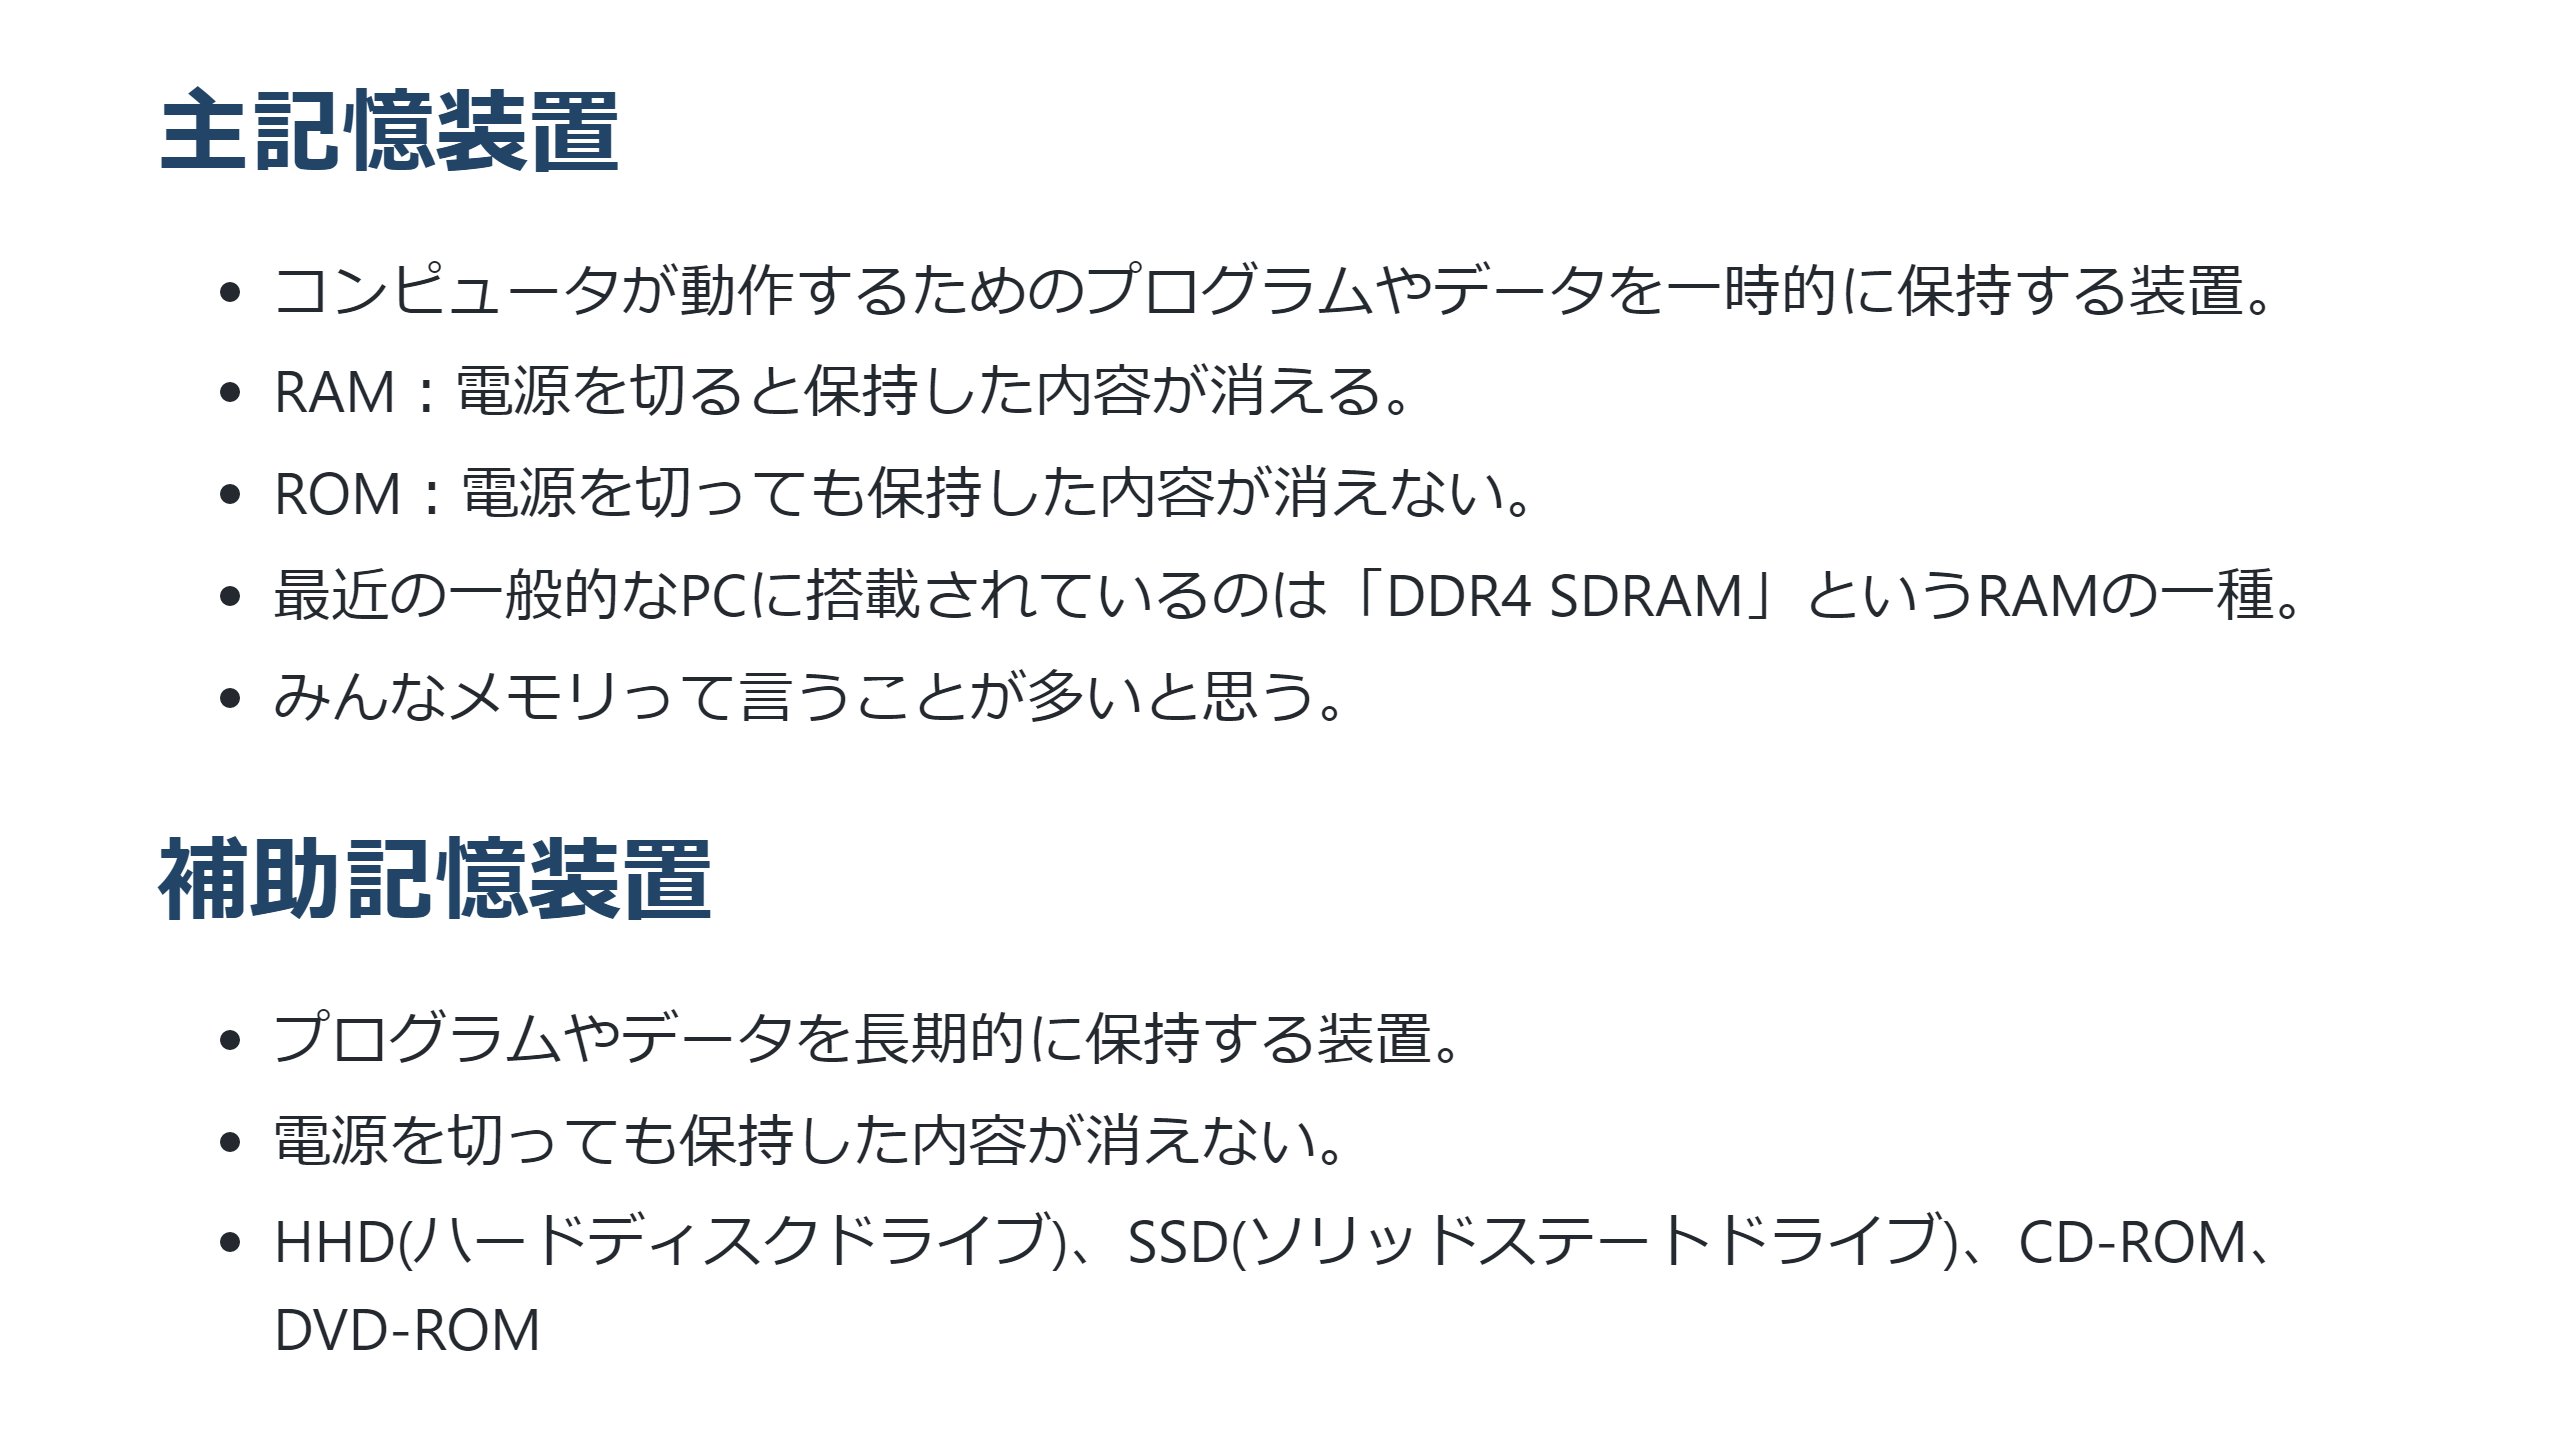 主記憶装置
• コンピュータが動作するためのプログラムやデータを一時的に保持する装置。
• RAM：電源を切ると保持した内容が消える。
• ROM：電源を切っても保持した内容が消えない。
• 最近の一般的なPCに搭載されているのは「DDR4 SDRAM」というRAMの一種。
• みんなメモリって言うことが多いと思う。
補助記憶装置
• プログラムやデータを長期的に保持する装置。
• 電源を切っても保持した内容が消えない。
• HHD(ハードディスクドライブ)、SSD(ソリッドステートドライブ)、CD-ROM、
DVD-ROM